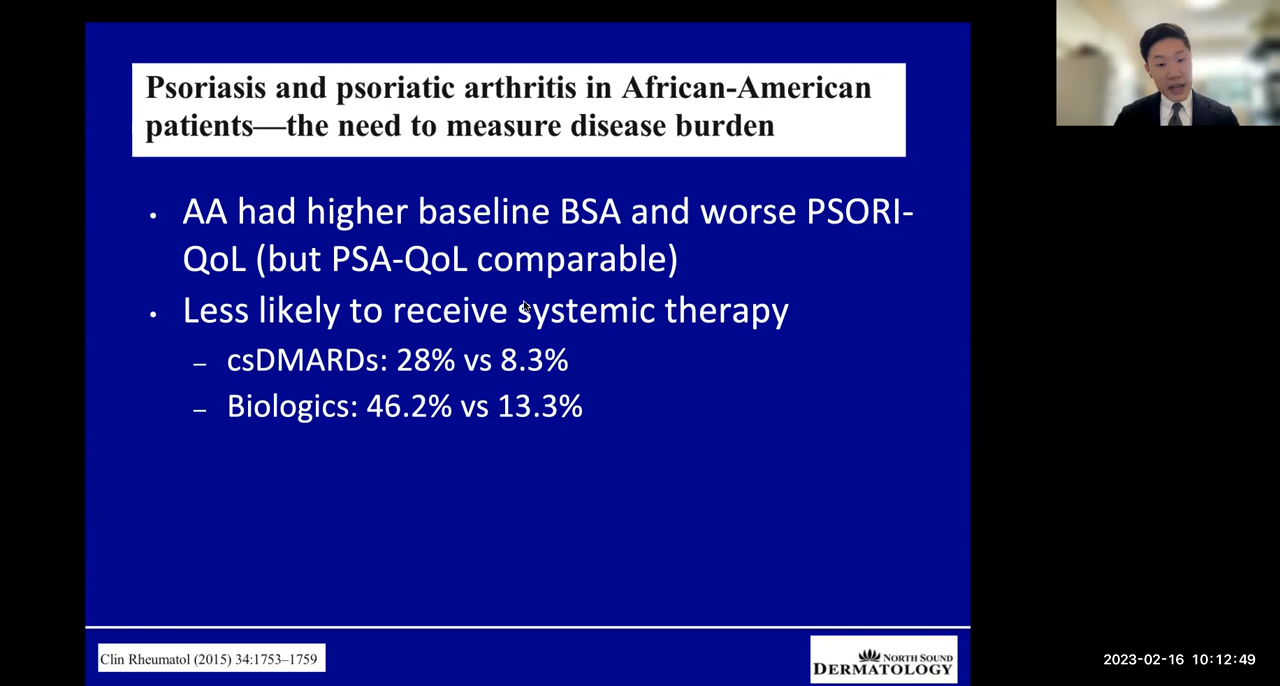 Psoriasis and psoriatic arthritis in African-American
patients—the need to measure disease burden
• AA had higher baseline BSA and worse PSORI-
QoL (but PSA-QoL comparable)
• Less likely to receive systemic therapy
– csDMARDs: 28% vs 8.3%
– Biologics: 46.2% vs 13.3%
Clin Rheumatol (2015) 34:1753–1759
NORTH SOUND
DERMATOLOGY
2023-02-16 10:12:49